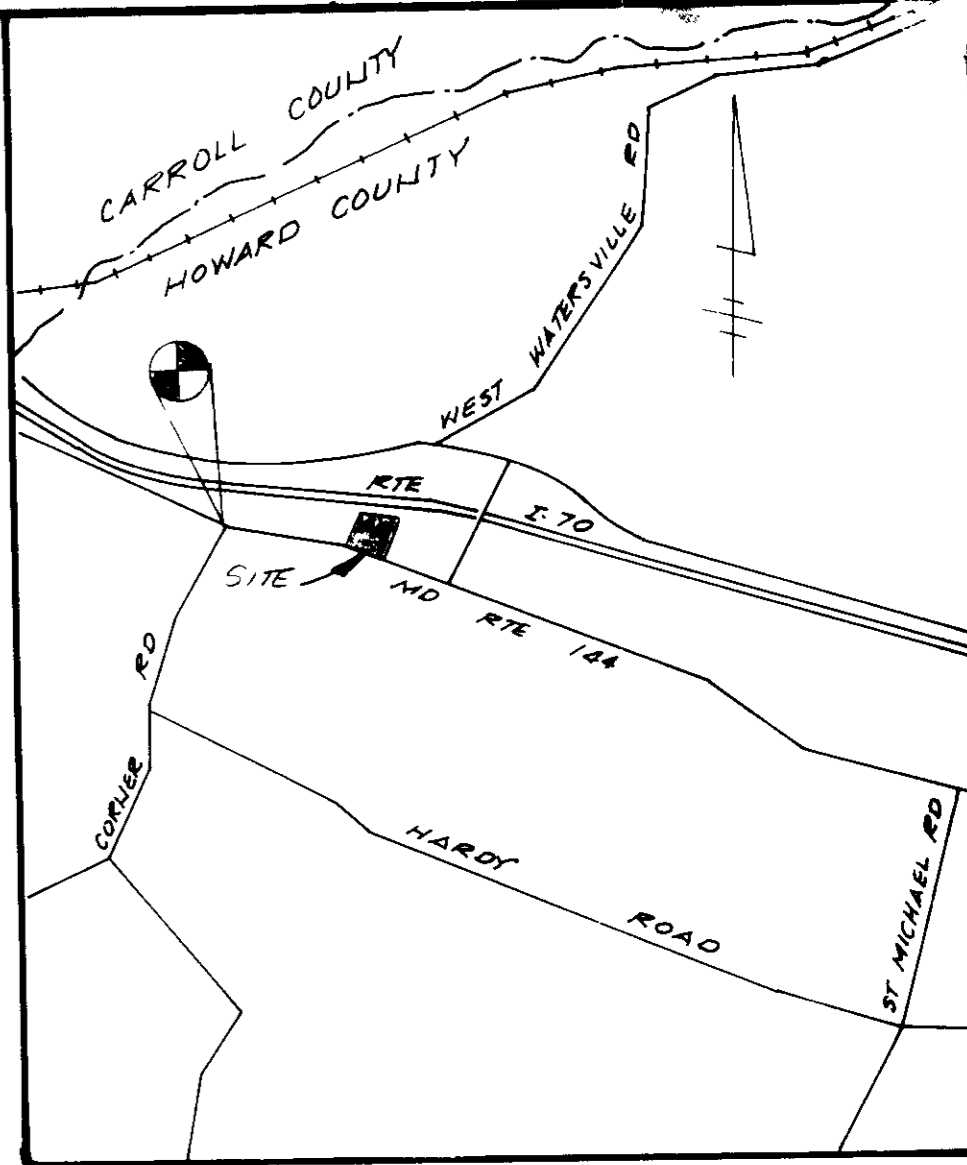 CARROLL COUNTY
HOWARD COUNTY
WEST WATERSVILLE RD
RTE I-70
SITE
MD RTE 144
CORNER RD
HARDY ROAD
ST MICHAEL RD